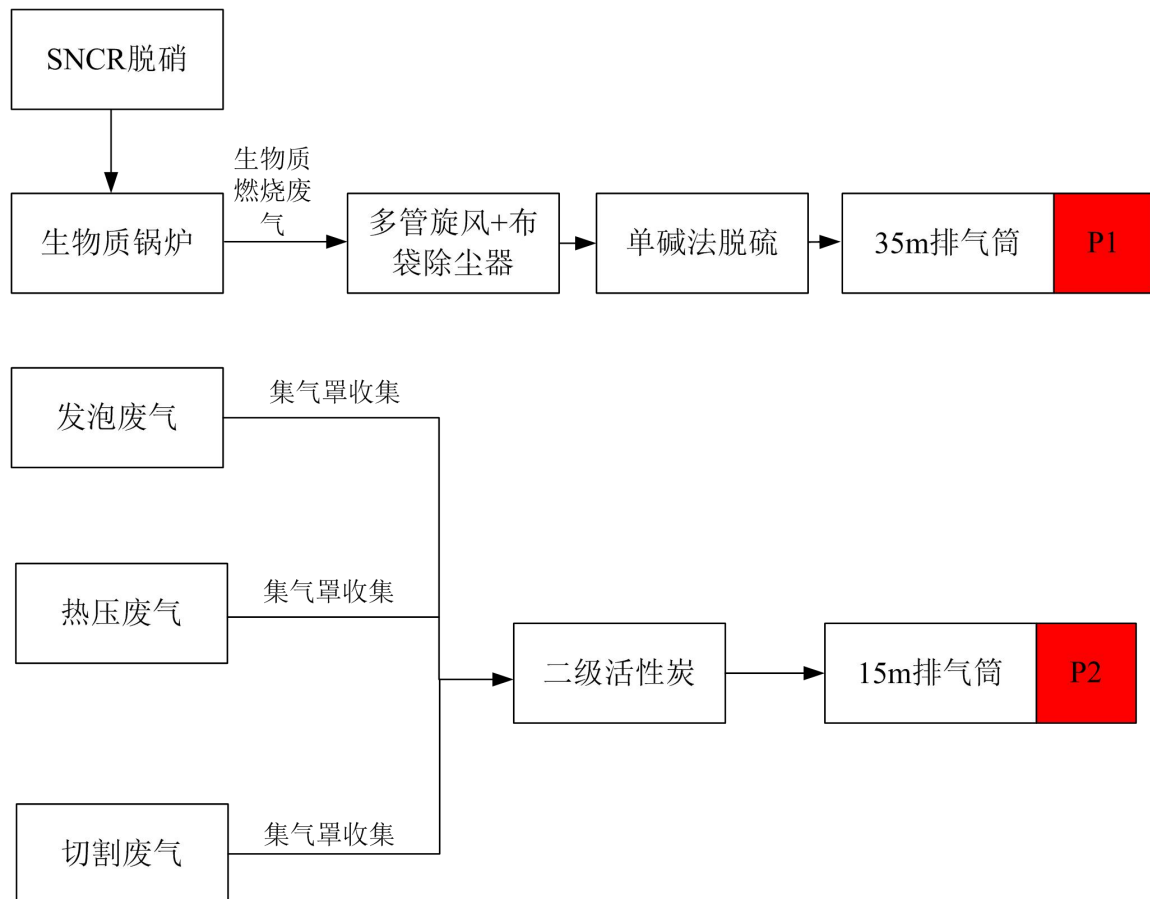 SNCR脱硝
生物质
燃烧废
气
生物质锅炉
多管旋风+布
袋除尘器
单碱法脱硫
35m排气筒
P1
发泡废气
集气罩收集
热压废气
集气罩收集
二级活性炭
15m排气筒
P2
切割废气
集气罩收集